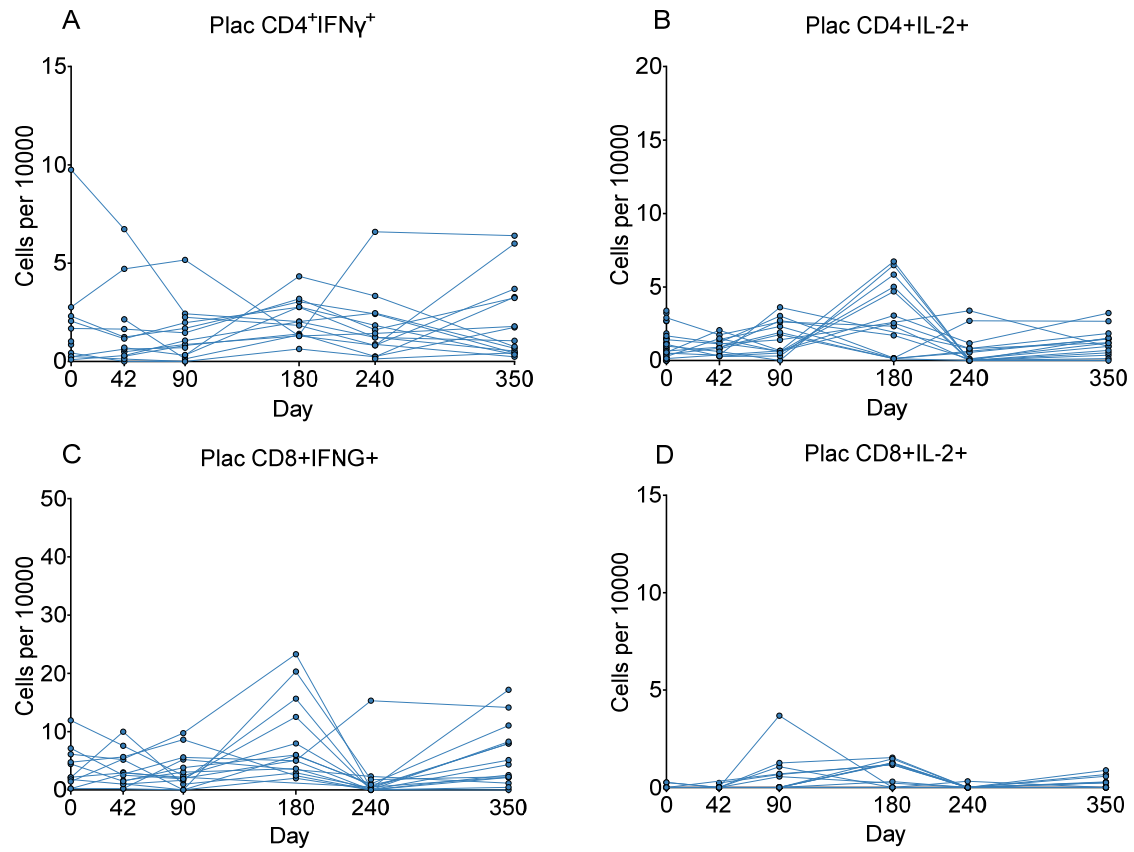 A
Plac CD4⁺IFNγ⁺
15
10
5
0
Cells per 10000
0 42 90 180 240 350
Day
B
Plac CD4+IL-2+
20
15
10
5
0
Cells per 10000
0 42 90 180 240 350
Day
C
Plac CD8+IFNG+
50
40
30
20
10
0
Cells per 10000
0 42 90 180 240 350
Day
D
Plac CD8+IL-2+
15
10
5
0
Cells per 10000
0 42 90 180 240 350
Day